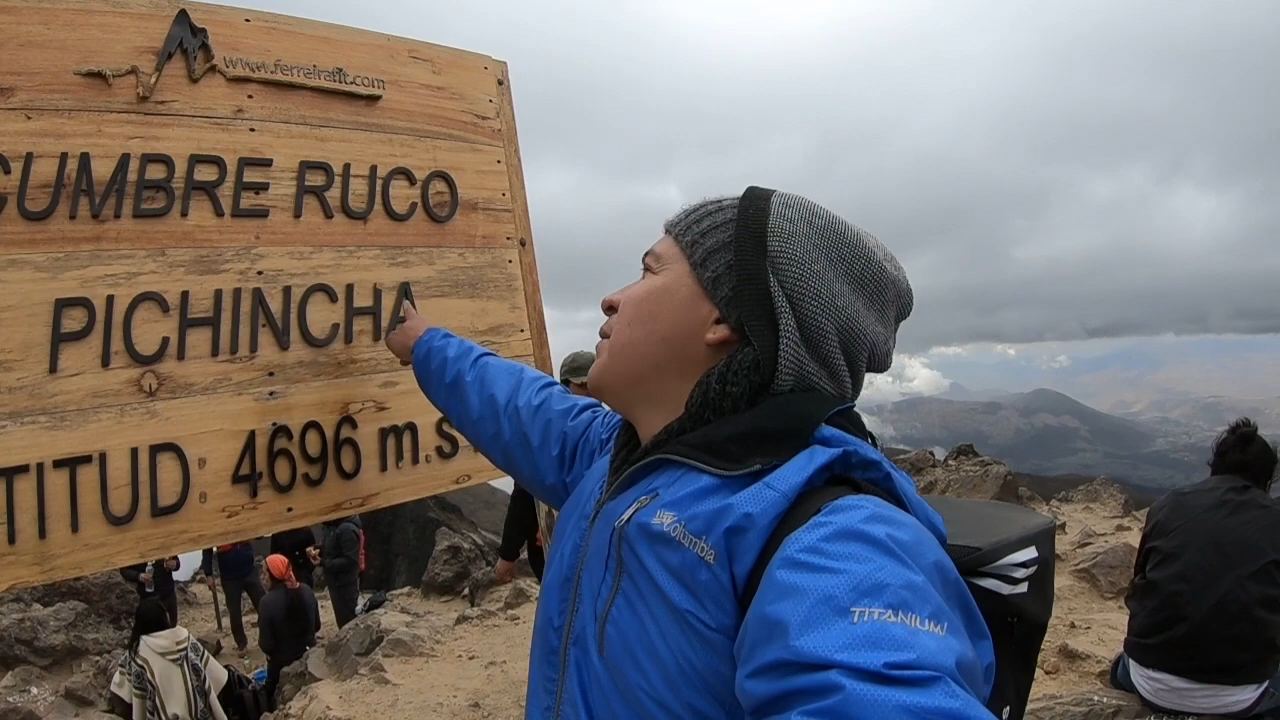 www.ferreirafit.com
CUMBRE RUCO
PICHINCHA
TITUD: 4696 m.s
Columbia
TITANIUM